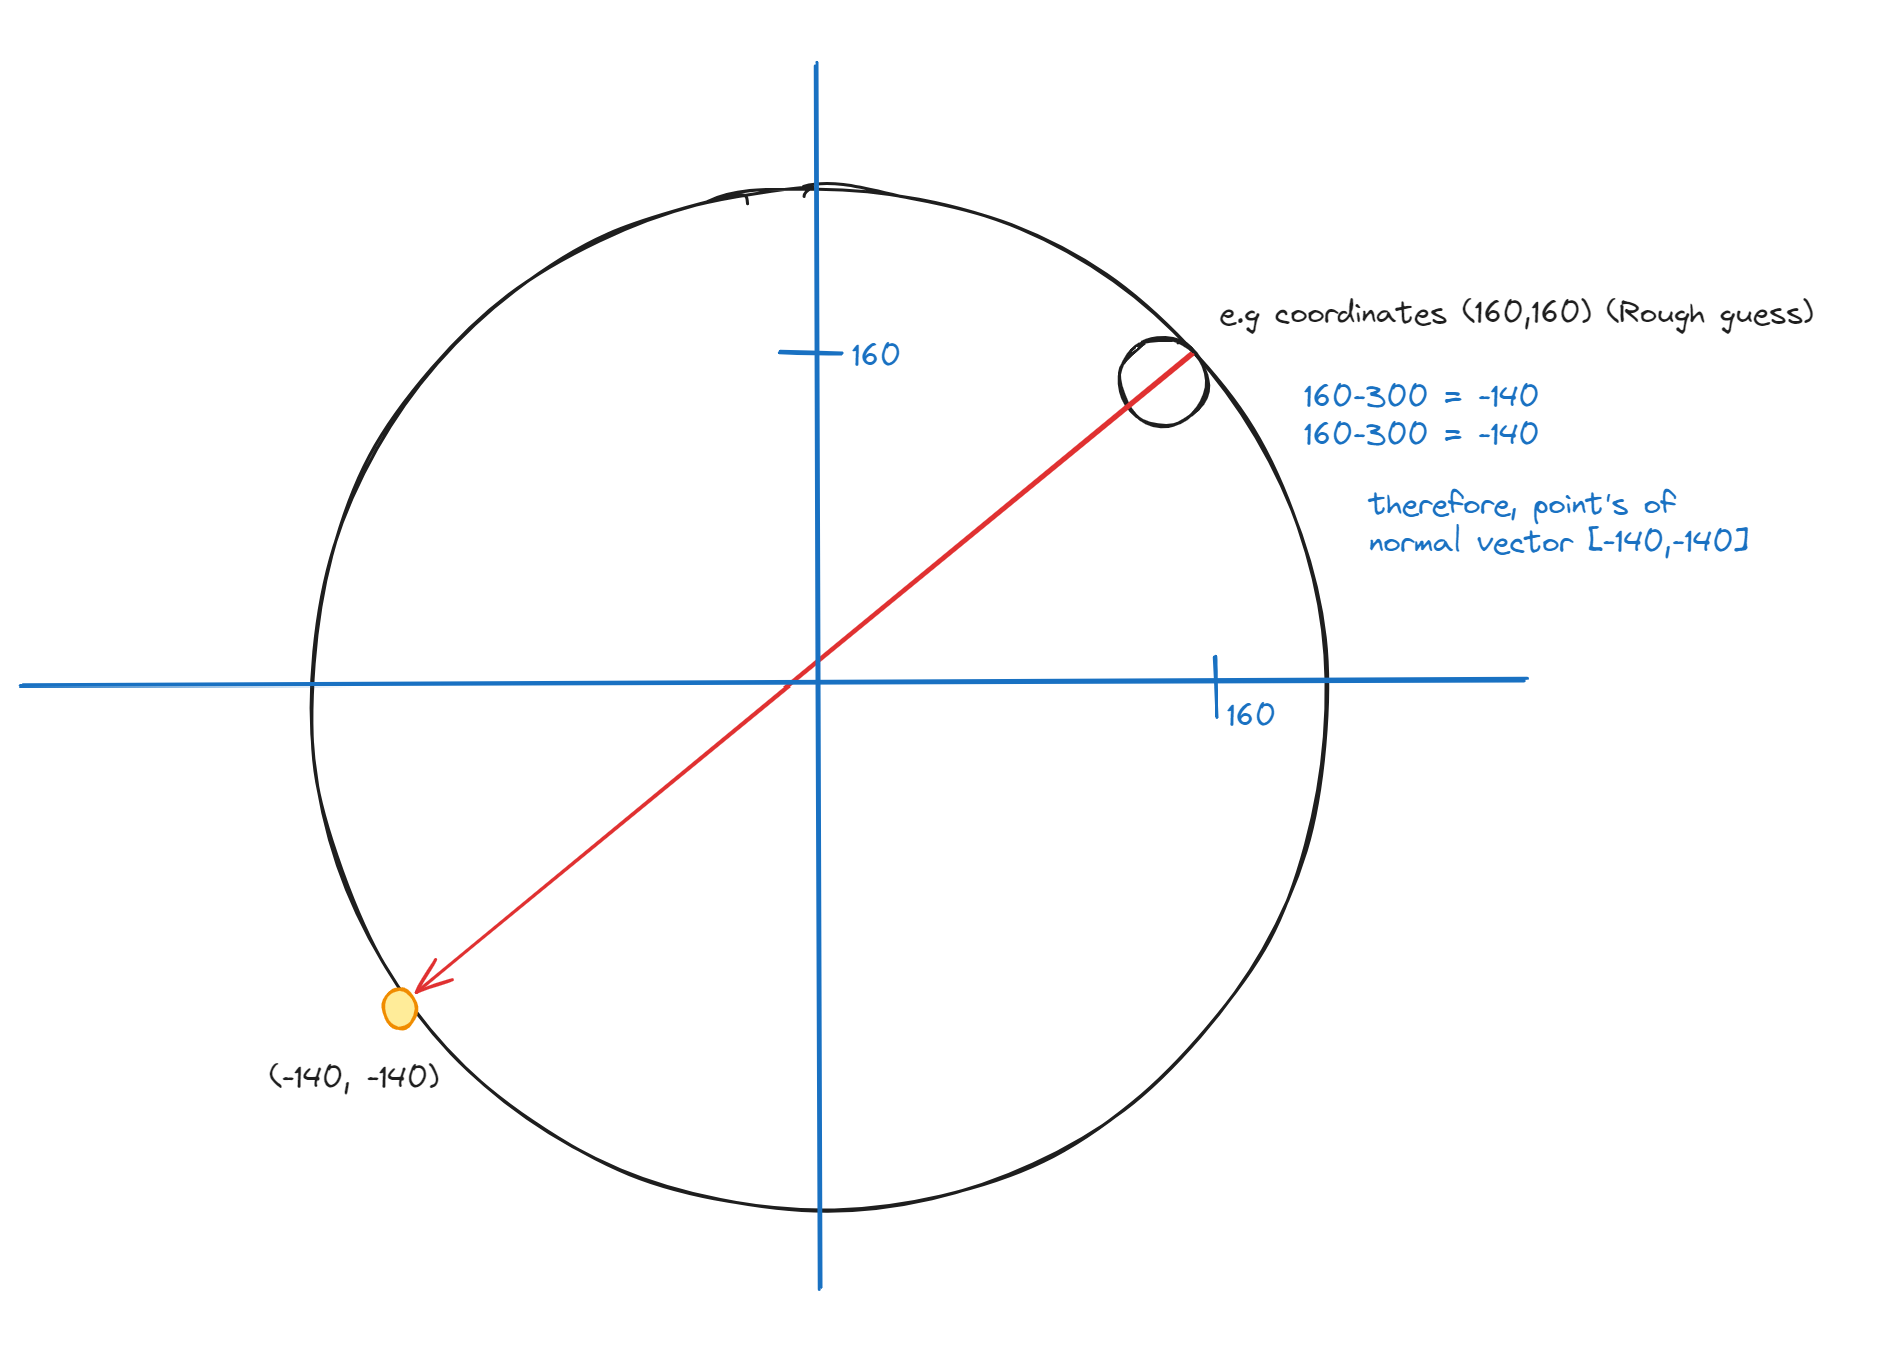 e.g coordinates (160,160) (Rough guess)
160
160-300 = -140
160-300 = -140
therefore, point's of
normal vector [-140,-140]
160
(-140, -140)